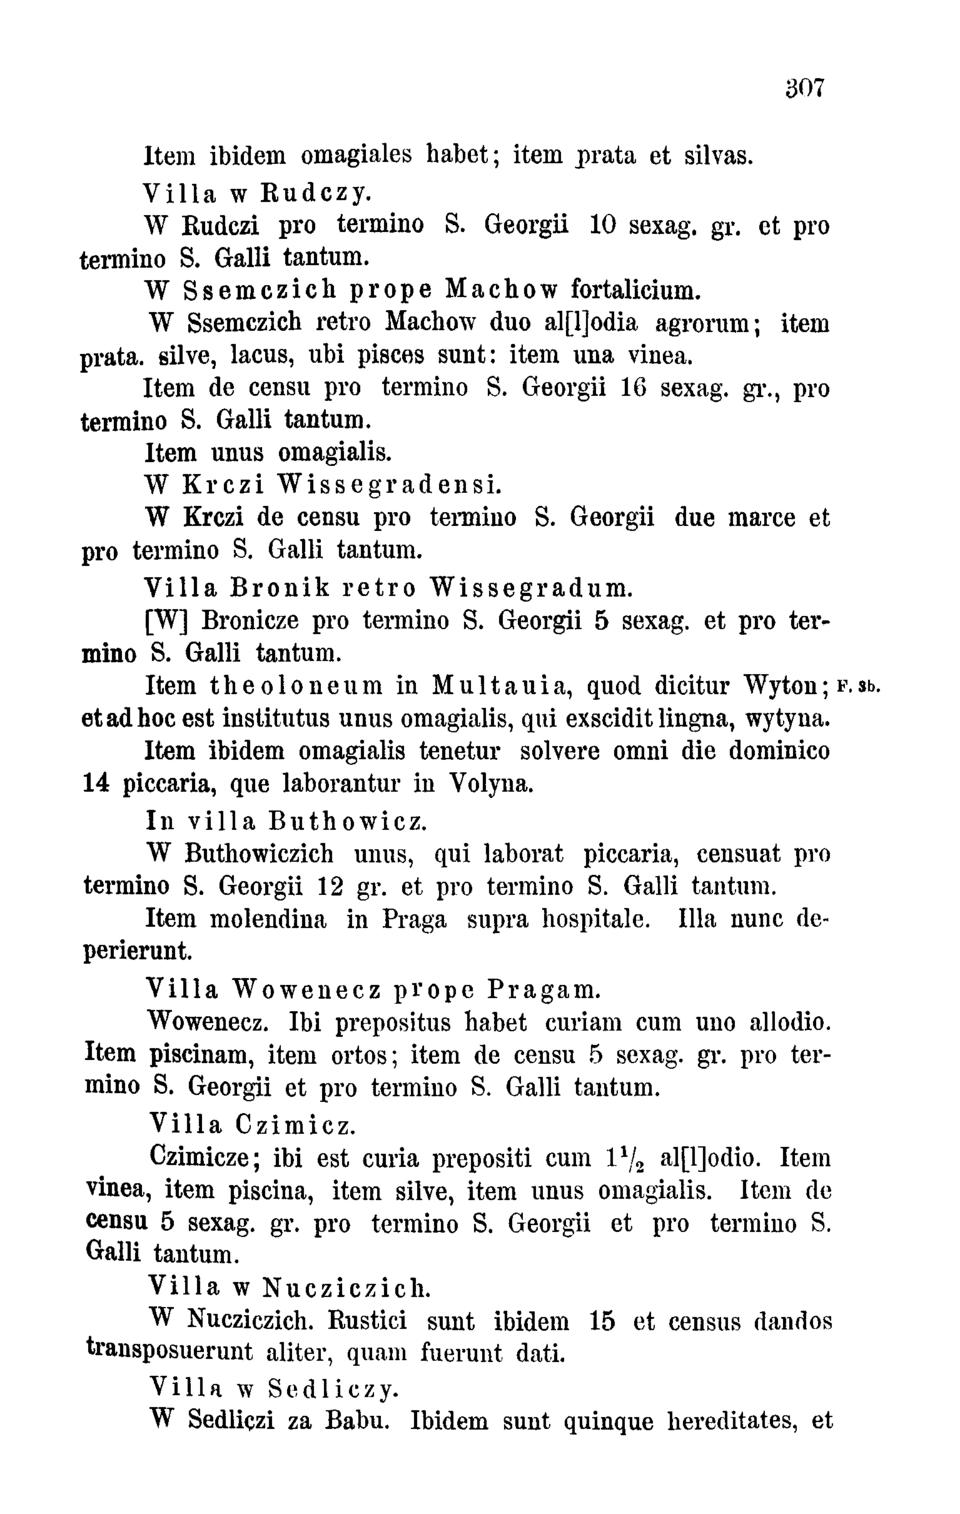 307
Item ibidem omagiales habet; item prata et silvas.
Villa w Rudczy.
W Rudczi pro termino S. Georgii 10 sexag. gr. et pro
termino S. Galli tantum.
W Ssemczich prope Machow fortalicium.
W Ssemczich retro Machow duo al[l]odia agrorum; item
prata. silve, lacus, ubi pisces sunt: item una vinea.
Item de censu pro termino S. Georgii 16 sexag. gr., pro
termino S. Galli tantum.
Item unus omagialis.
W Krczi Wissegradensi.
W Krczi de censu pro termino S. Georgii due marce et
pro termino S. Galli tantum.
Villa Bronik retro Wissegradum.
[W] Bronicze pro termino S. Georgii 5 sexag. et pro ter-
mino S. Galli tantum.
Item theoloneum in Multauia, quod dicitur Wyton; F. 3b.
et ad hoc est institutus unus omagialis, qui exscidit lingna, wytyna.
Item ibidem omagialis tenetur solvere omni die dominico
14 piccaria, que laborantur in Volyna.
In villa Buthowicz.
W Buthowiczich unus, qui laborat piccaria, censuat pro
termino S. Georgii 12 gr. et pro termino S. Galli tantum.
Item molendina in Praga supra hospitale. Illa nunc de-
perierunt.
Villa Wowenecz prope Pragam.
Wowenecz. Ibi prepositus habet curiam cum uno allodio.
Item piscinam, item ortos; item de censu 5 sexag. gr. pro ter-
mino S. Georgii et pro termino S. Galli tantum.
Villa Czimicz.
Czimicze; ibi est curia prepositi cum 1 1/2 al[l]odio. Item
vinea, item piscina, item silve, item unus omagialis. Item de
censu 5 sexag. gr. pro termino S. Georgii et pro termino S.
Galli tantum.
Villa w Nucziczich.
W Nucziczich. Rustici sunt ibidem 15 et census dandos
transposuerunt aliter, quam fuerunt dati.
Villa w Sedliczy.
W Sedliczi za Babu. Ibidem sunt quinque hereditates, et